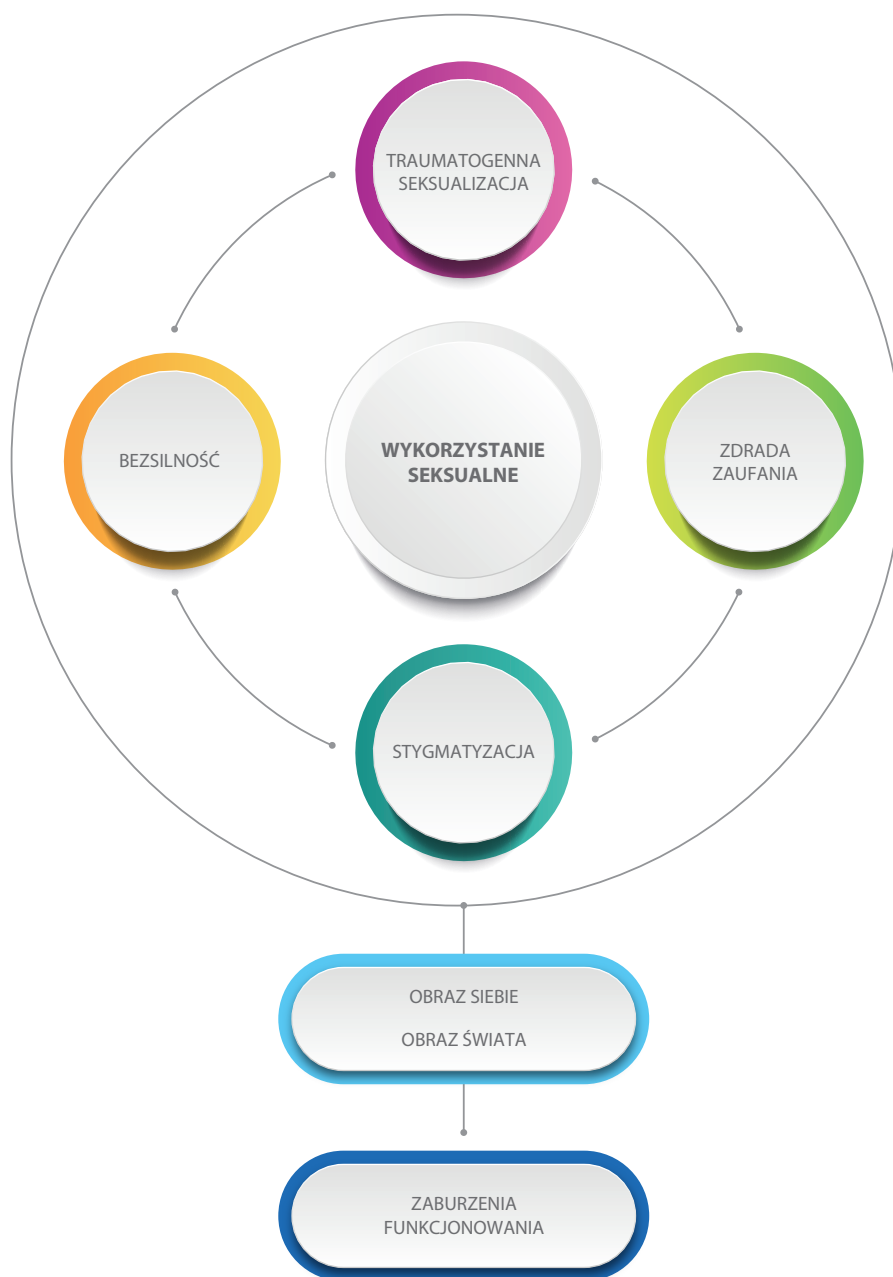 TRAUMATOGENNA
SEKSUALIZACJA
BEZSILNOŚĆ
WYKORZYSTANIE
SEKSUALNE
ZDRADA
ZAUFANIA
STYGMATYZACJA
OBRAZ SIEBIE
OBRAZ ŚWIATA
ZABURZENIA
FUNKCJONOWANIA